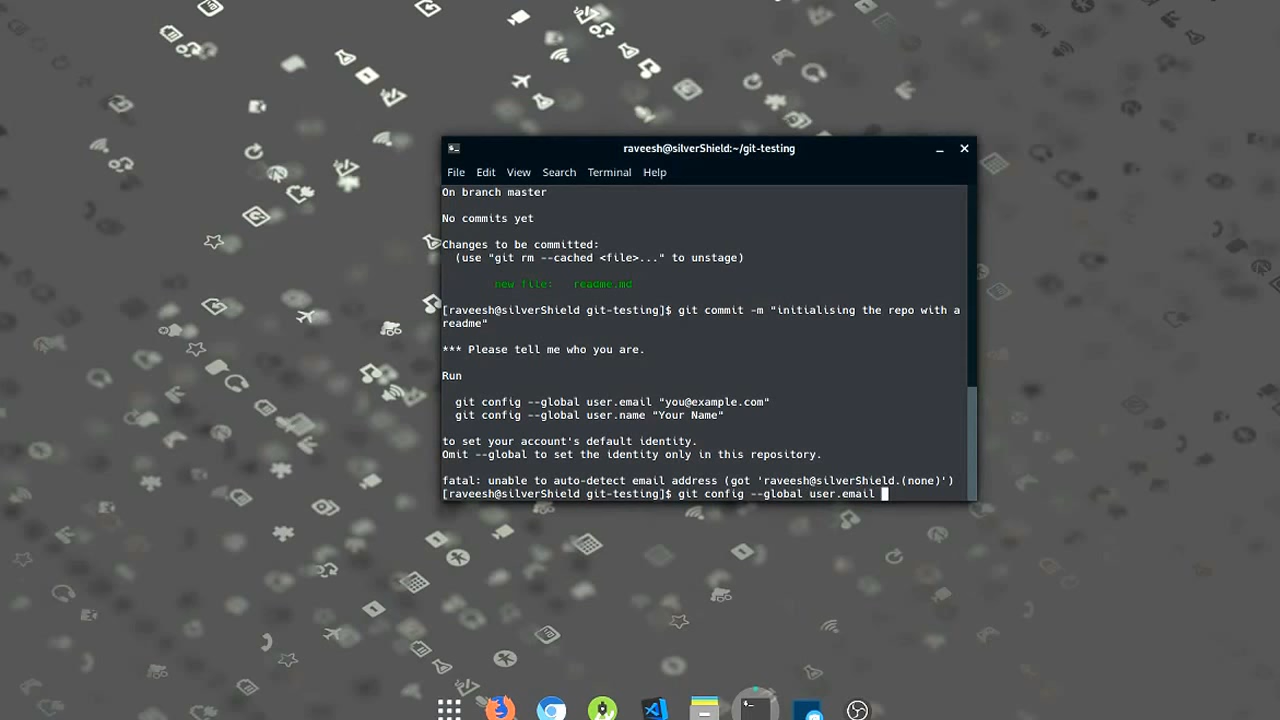 raveesh@silverShield:~/git-testing
File Edit View Search Terminal Help
On branch master
No commits yet
Changes to be committed:
(use "git rm --cached <file>..." to unstage)
new file: readme.md
[raveesh@silverShield git-testing]$ git commit -m "initialising the repo with a
readme"
*** Please tell me who you are.
Run
git config --global user.email "you@example.com"
git config --global user.name "Your Name"
to set your account's default identity.
Omit --global to set the identity only in this repository.
fatal: unable to auto-detect email address (got 'raveesh@silverShield.(none)')
[raveesh@silverShield git-testing]$ git config --global user.email